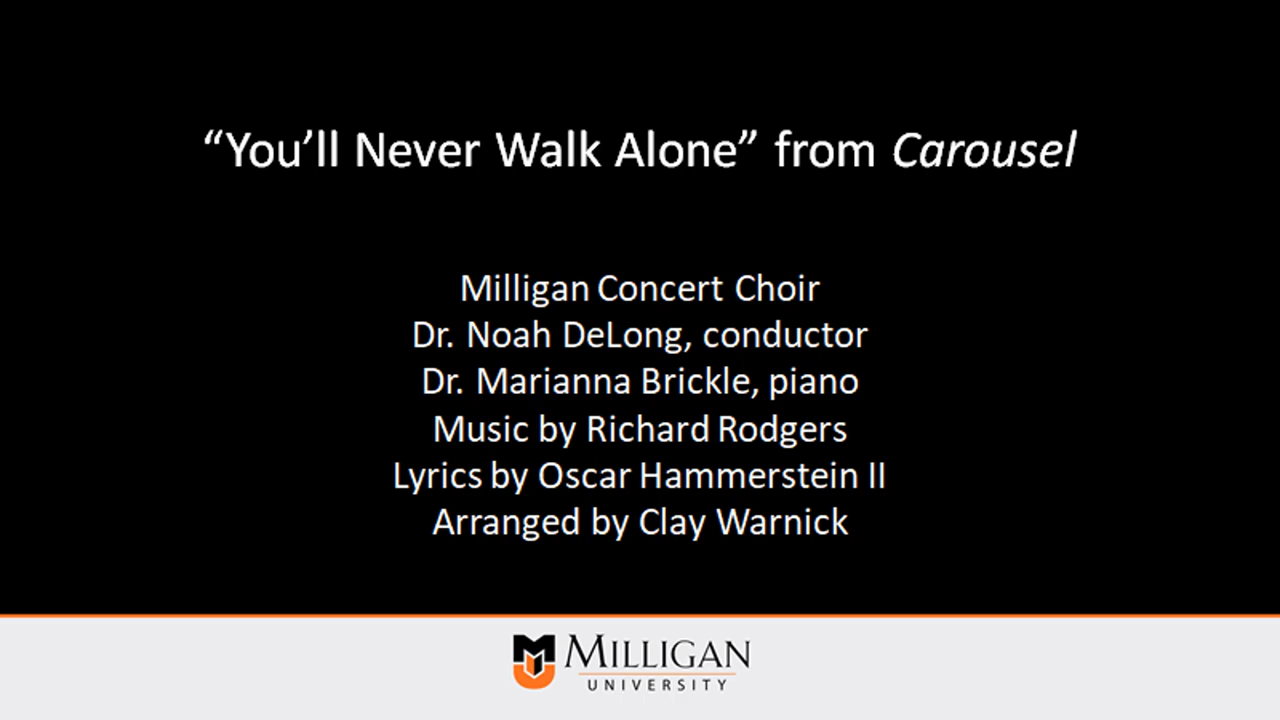 “You’ll Never Walk Alone” from Carousel
Milligan Concert Choir
Dr. Noah DeLong, conductor
Dr. Marianna Brickle, piano
Music by Richard Rodgers
Lyrics by Oscar Hammerstein II
Arranged by Clay Warnick
MILLIGAN
UNIVERSITY